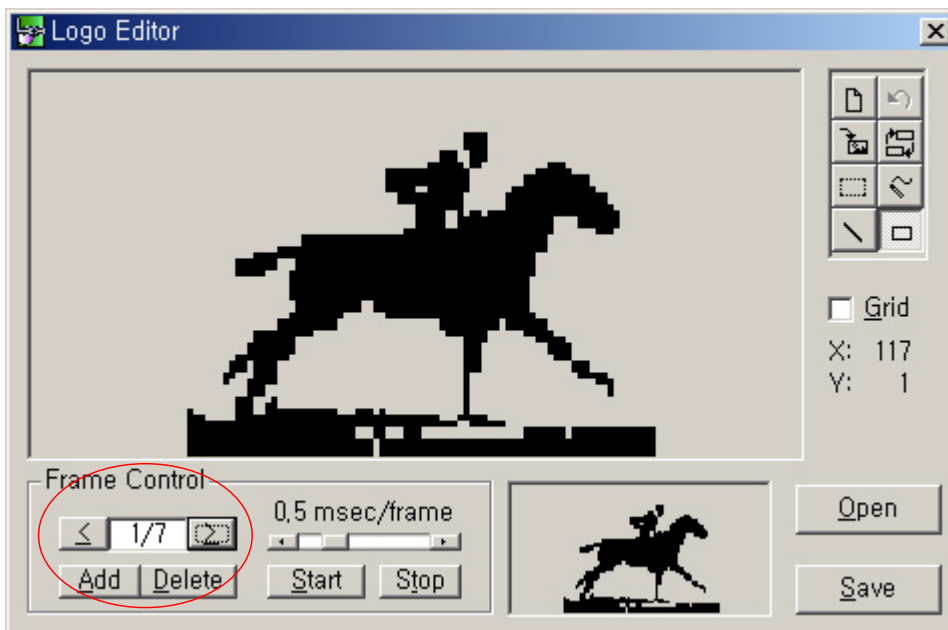 Logo Editor
Grid
X: 117
Y: 1
Frame Control
< 1/7 >
0,5 msec/frame
Add Delete Start Stop
Open
Save